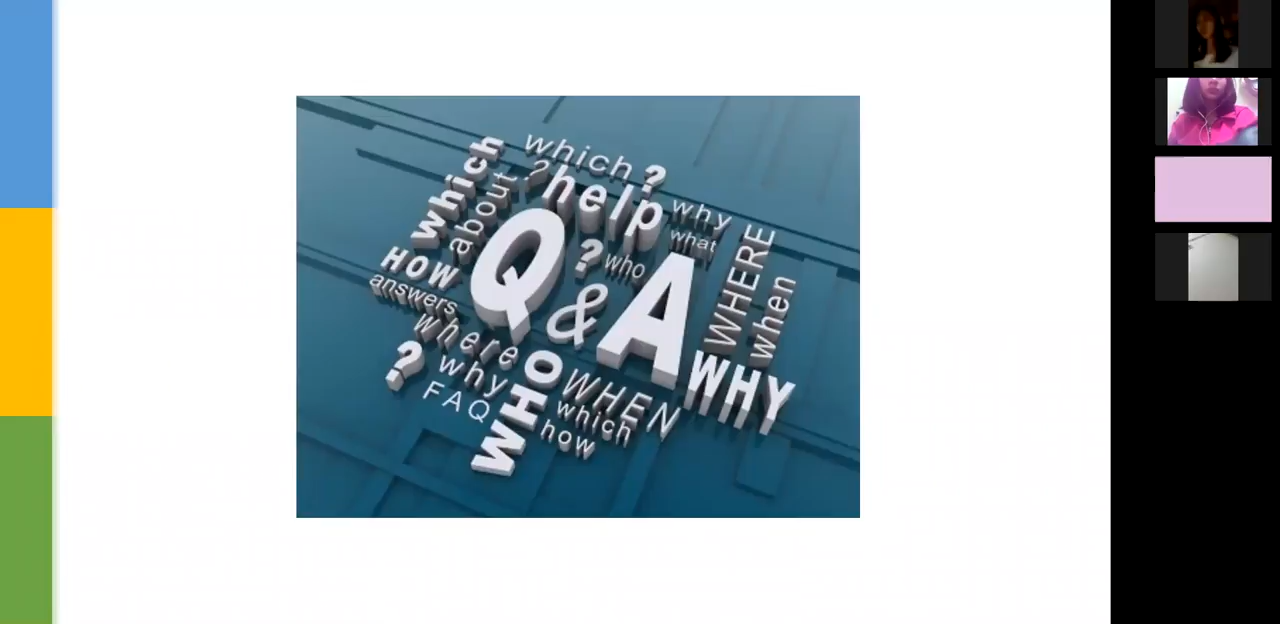 which?
which
about
?
help
why
what
HOW
?
who
Q & A
WHERE
when
answers
where
?
why
FAQ
WHO
WHEN
WHY
which
how